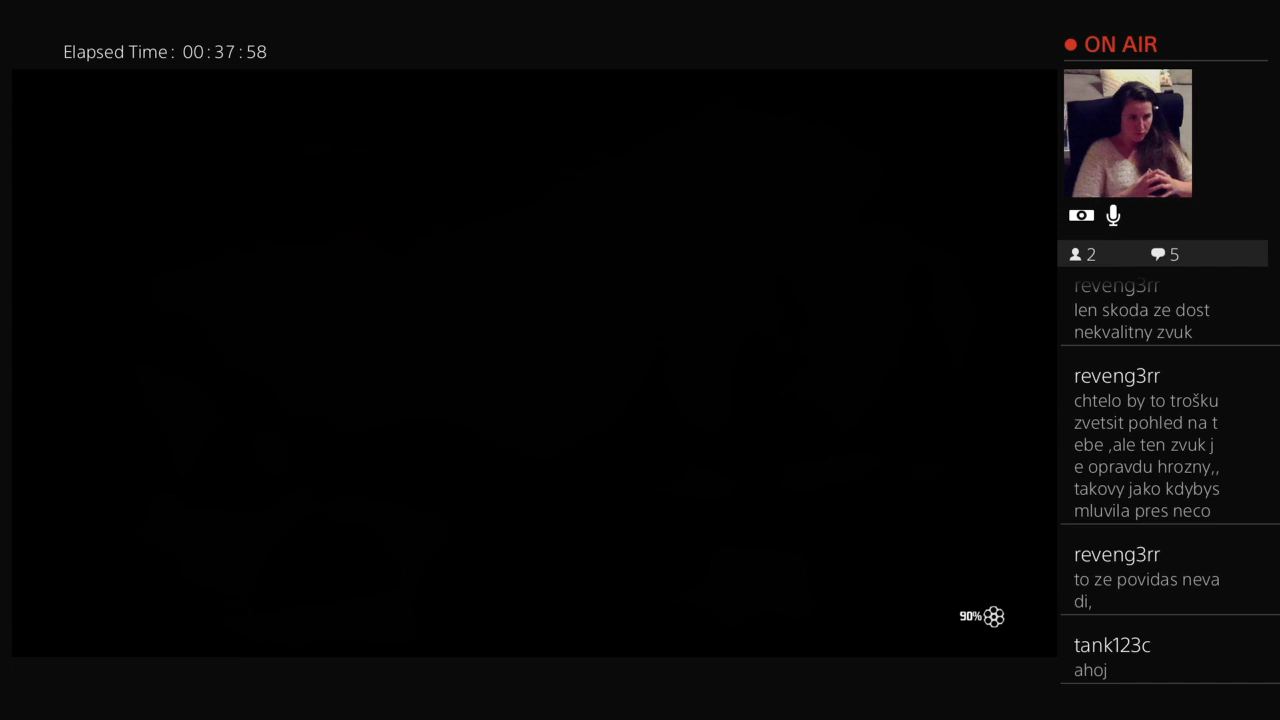 Elapsed Time: 00:37:58
ON AIR
2 5
reveng3rr
len skoda ze dost
nekvalitny zvuk
reveng3rr
chtelo by to trošku
zvetsit pohled na t
ebe ,ale ten zvuk j
e opravdu hrozny,,
takovy jako kdybys
mluvila pres neco
reveng3rr
to ze povidas neva
di,
tank123c
ahoj
90%